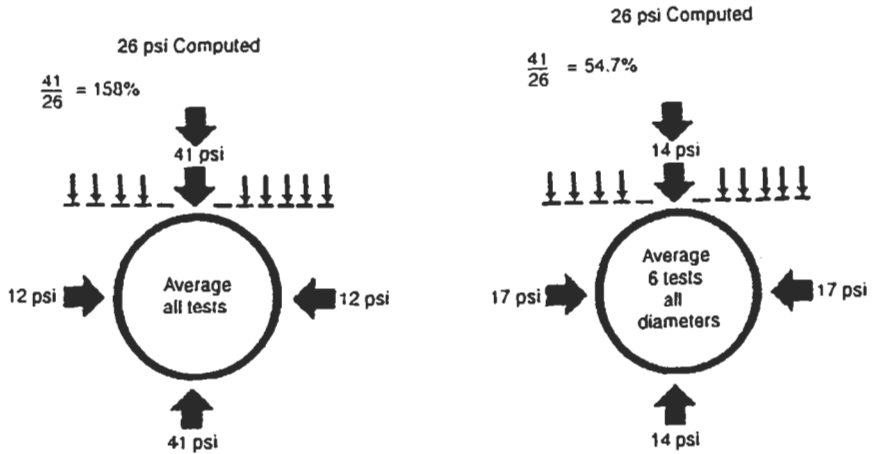 26 psi Computed
41
26
= 158%
41 psi
12 psi
Average
all tests
12 psi
41 psi
26 psi Computed
41
26
= 54.7%
14 psi
17 psi
Average
6 tests
all
diameters
17 psi
14 psi